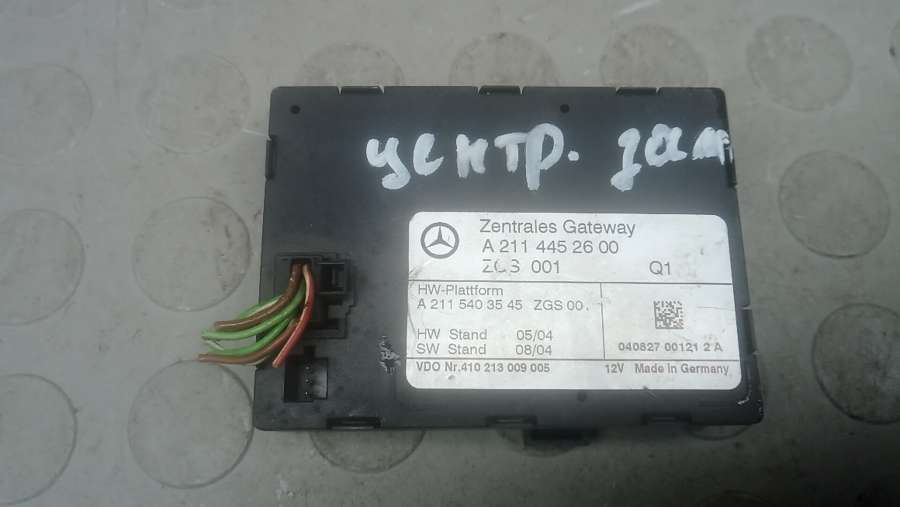 центр. зам
Zentrales Gateway
A 211 445 26 00
ZGS 001 Q1
HW-Plattform
A 211 540 35 45 ZGS 00
HW Stand 05/04
SW Stand 08/04
040827 00121 2 A
VDO Nr.410 213 009 005 12V Made in Germany